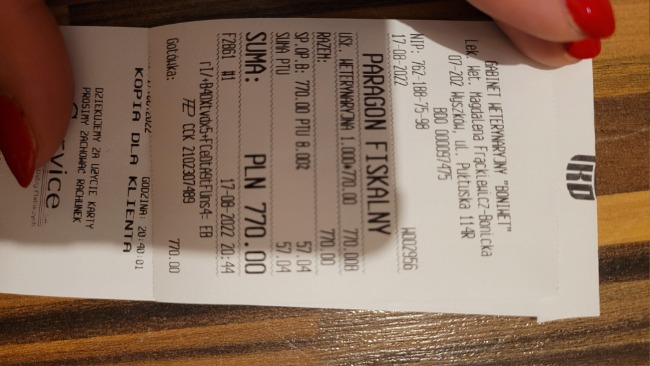 GABINET WETERYNARYJNY "BONIWET"
Lek. Wet. Magdalena Frąckiewicz-Bonicka
07-202 Wyszków, ul. Pułtuska 114R
BDO 000097475
NIP: 762-188-75-98
17-08-2022 W002956
PARAGON FISKALNY
USŁ. WETERYNARYJNA 1.000×770.00 770.00B
RAZEM: 770.00
SP.OP.B: 770.00 PTU 8.00% 57.04
SUMA PTU 57.04
SUMA: PLN 770.00
F2861 #1 17-08-2022 20:44
EB
CCK 2102307489
Gotówka: 770.00
GODZINA: 20:40:01
KOPIA DLA KLIENTA
DZIĘKUJEMY ZA UŻYCIE KARTY
PROSIMY ZACHOWAĆ RACHUNEK